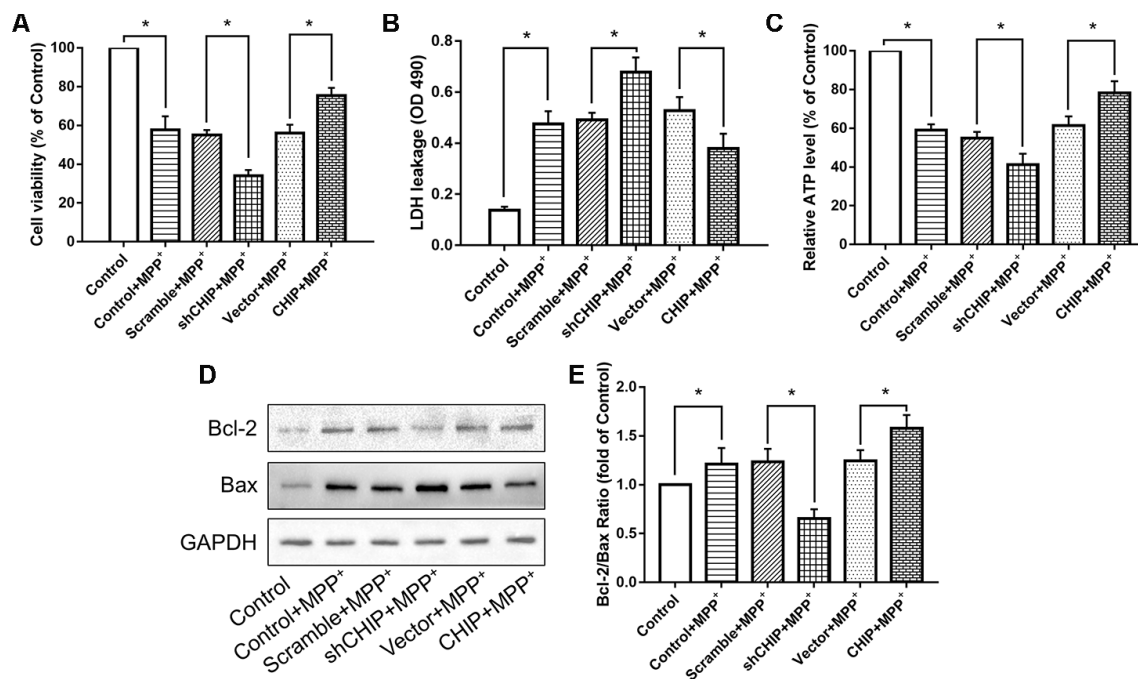 A
Cell viability (% of Control)
100
80
60
40
20
0
*
*
*
Control
Control+MPP+
Scramble+MPP+
shCHIP+MPP+
Vector+MPP+
CHIP+MPP+
B
LDH leakage (OD 490)
0.8
0.6
0.4
0.2
0.0
*
*
*
Control
Control+MPP+
Scramble+MPP+
shCHIP+MPP+
Vector+MPP+
CHIP+MPP+
C
Relative ATP level (% of Control)
100
80
60
40
20
0
*
*
*
Control
Control+MPP+
Scramble+MPP+
shCHIP+MPP+
Vector+MPP+
CHIP+MPP+
D
Bcl-2
Bax
GAPDH
Control
Control+MPP+
Scramble+MPP+
shCHIP+MPP+
Vector+MPP+
CHIP+MPP+
E
Bcl-2/Bax Ratio (fold of Control)
2.0
1.5
1.0
0.5
0.0
*
*
*
Control
Control+MPP+
Scramble+MPP+
shCHIP+MPP+
Vector+MPP+
CHIP+MPP+